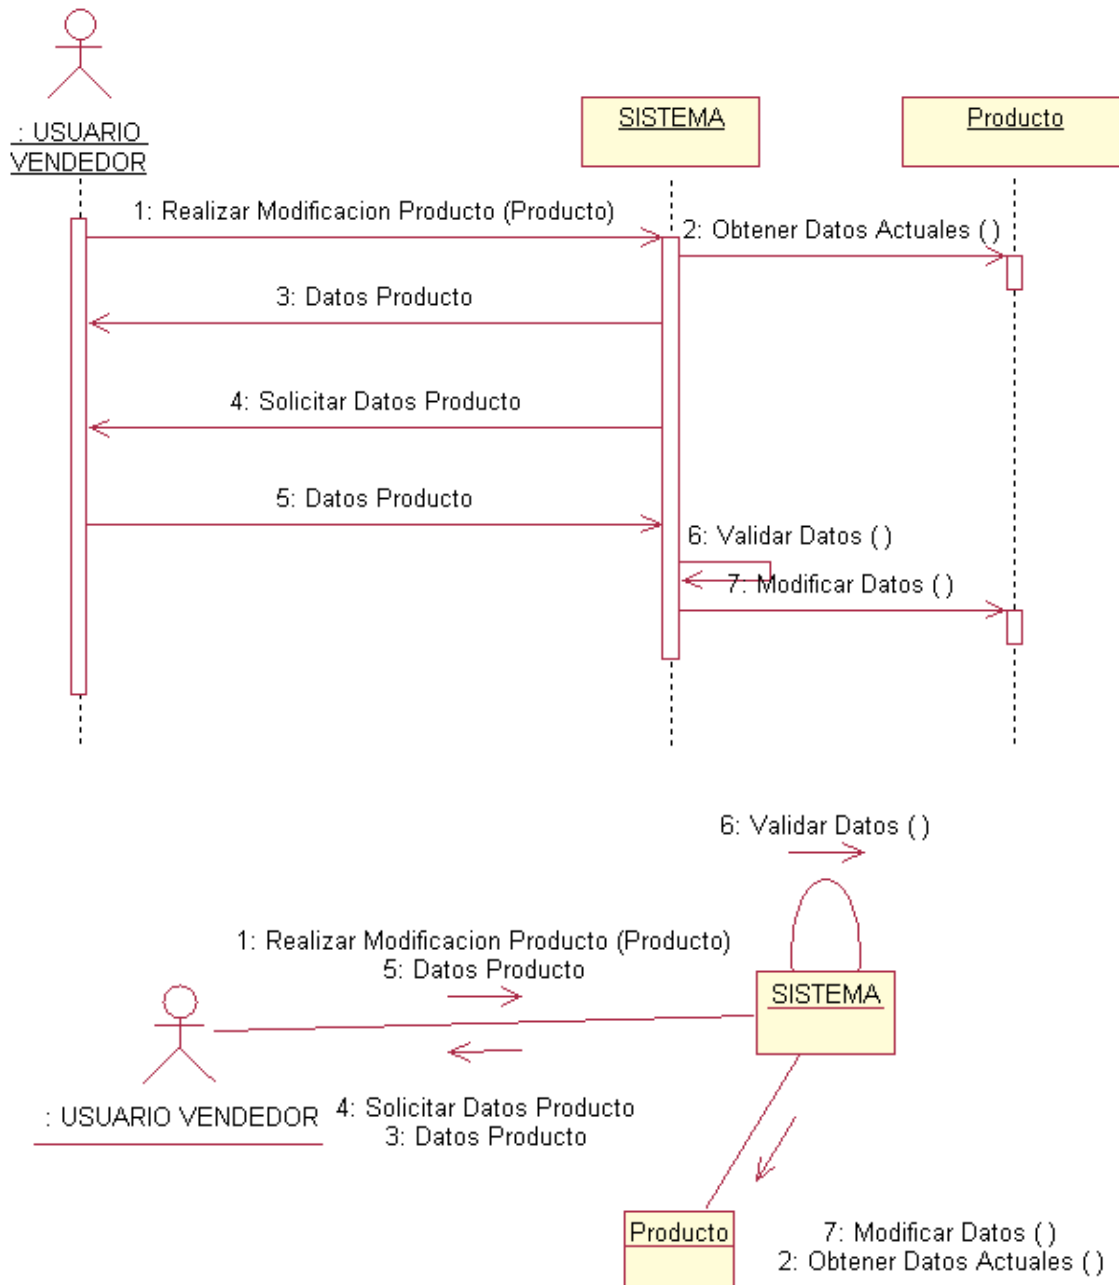 : USUARIO
VENDEDOR
SISTEMA
Producto
1: Realizar Modificacion Producto (Producto)
2: Obtener Datos Actuales ( )
3: Datos Producto
4: Solicitar Datos Producto
5: Datos Producto
6: Validar Datos ( )
7: Modificar Datos ( )
6: Validar Datos ( )
1: Realizar Modificacion Producto (Producto)
5: Datos Producto
SISTEMA
: USUARIO VENDEDOR
4: Solicitar Datos Producto
3: Datos Producto
Producto
7: Modificar Datos ( )
2: Obtener Datos Actuales ( )